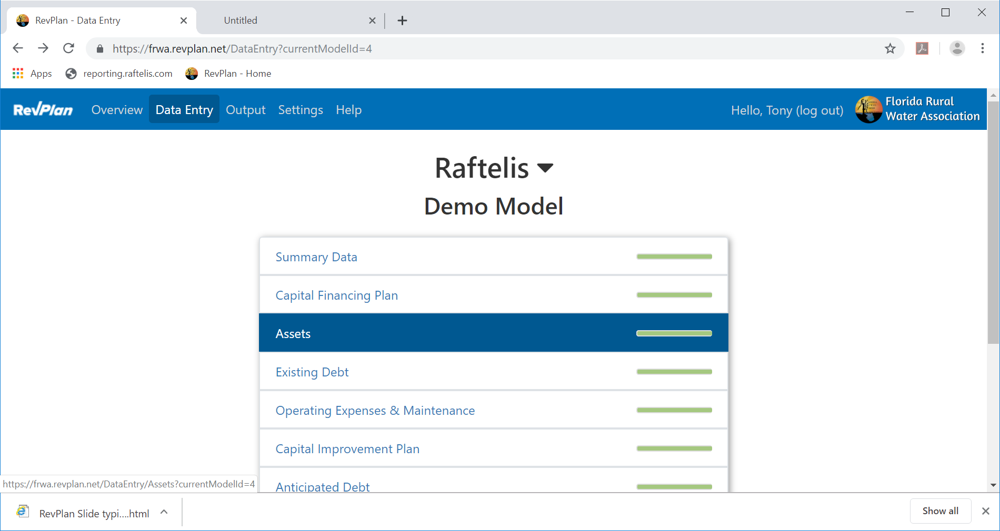 RevPlan - Data Entry
Untitled
https://frwa.revplan.net/DataEntry?currentModelId=4
Apps
reporting.raftelis.com
RevPlan - Home
RevPlan
Overview
Data Entry
Output
Settings
Help
Hello, Tony (log out)
Florida Rural
Water Association
Raftelis
Demo Model
Summary Data
Capital Financing Plan
Assets
Existing Debt
Operating Expenses & Maintenance
Capital Improvement Plan
Anticipated Debt
https://frwa.revplan.net/DataEntry/Assets?currentModelId=4
RevPlan Slide typi....html
Show all